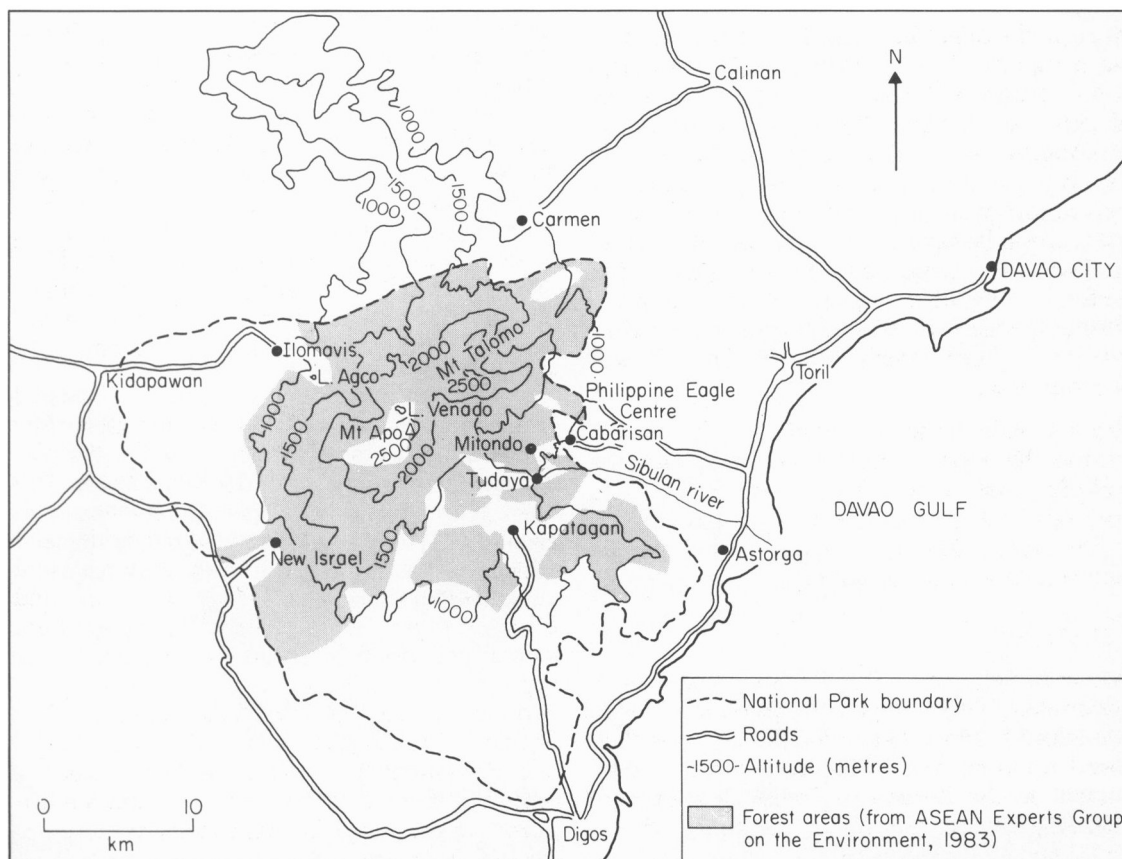 N
Calinan
1000
1500
1000
1500
Carmen
DAVAO CITY
Ilomavis
Kidapawan
L. Agco
2000
Mt Talomo
2500
1000
Toril
Philippine Eagle
Centre
1000
1500
L. Venado
Mt Apo
2500
2000
Mitondo
Cabarisan
Tudaya
Sibulan river
DAVAO GULF
Kapatagan
New Israel
1500
Astorga
1000
National Park boundary
Roads
1500 Altitude (metres)
Forest areas (from ASEAN Experts Group
on the Environment, 1983)
0 10
km
Digos